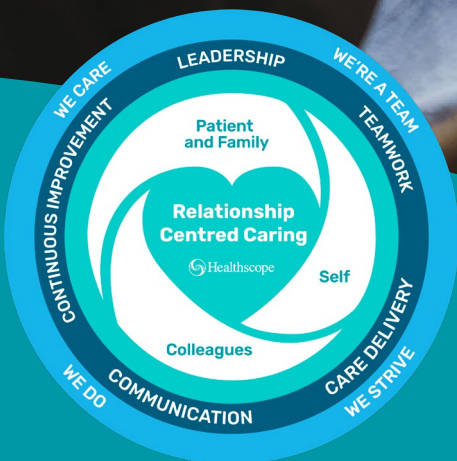 WE CARE
WE'RE A TEAM
WE STRIVE
WE DO
LEADERSHIP
TEAMWORK
CARE DELIVERY
COMMUNICATION
CONTINUOUS IMPROVEMENT
Patient
and Family
Relationship
Centred Caring
Healthscope
Self
Colleagues